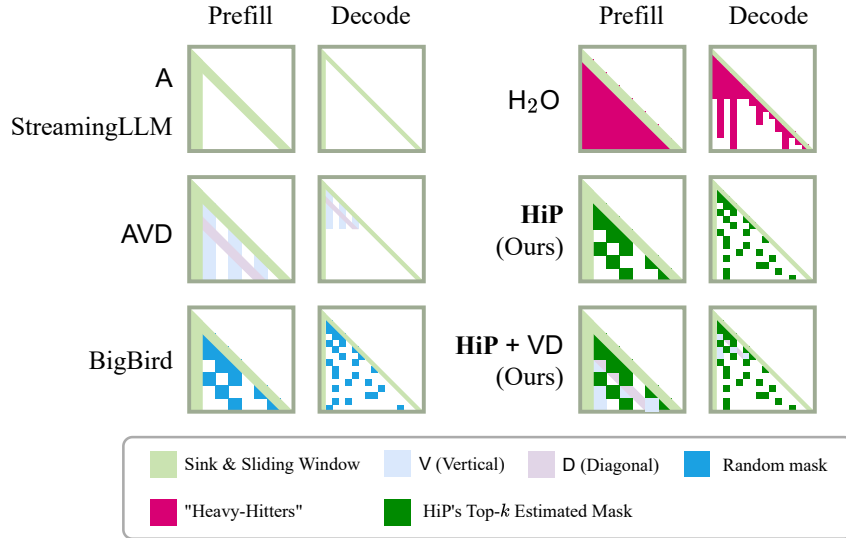 Prefill Decode Prefill Decode
A
StreamingLLM
H₂O
AVD
HiP
(Ours)
BigBird
HiP + VD
(Ours)
Sink & Sliding Window
V (Vertical)
D (Diagonal)
Random mask
"Heavy-Hitters"
HiP's Top-k Estimated Mask